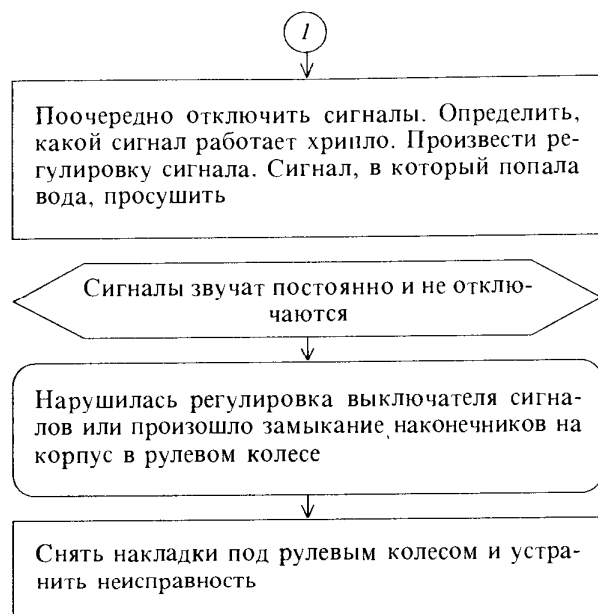 1
Поочередно отключить сигналы. Определить,
какой сигнал работает хрипло. Произвести ре-
гулировку сигнала. Сигнал, в который попала
вода, просушить
Сигналы звучат постоянно и не отклю-
чаются
Нарушилась регулировка выключателя сигна-
лов или произошло замыкание наконечников на
корпус в рулевом колесе
Снять накладки под рулевым колесом и устра-
нить неисправность